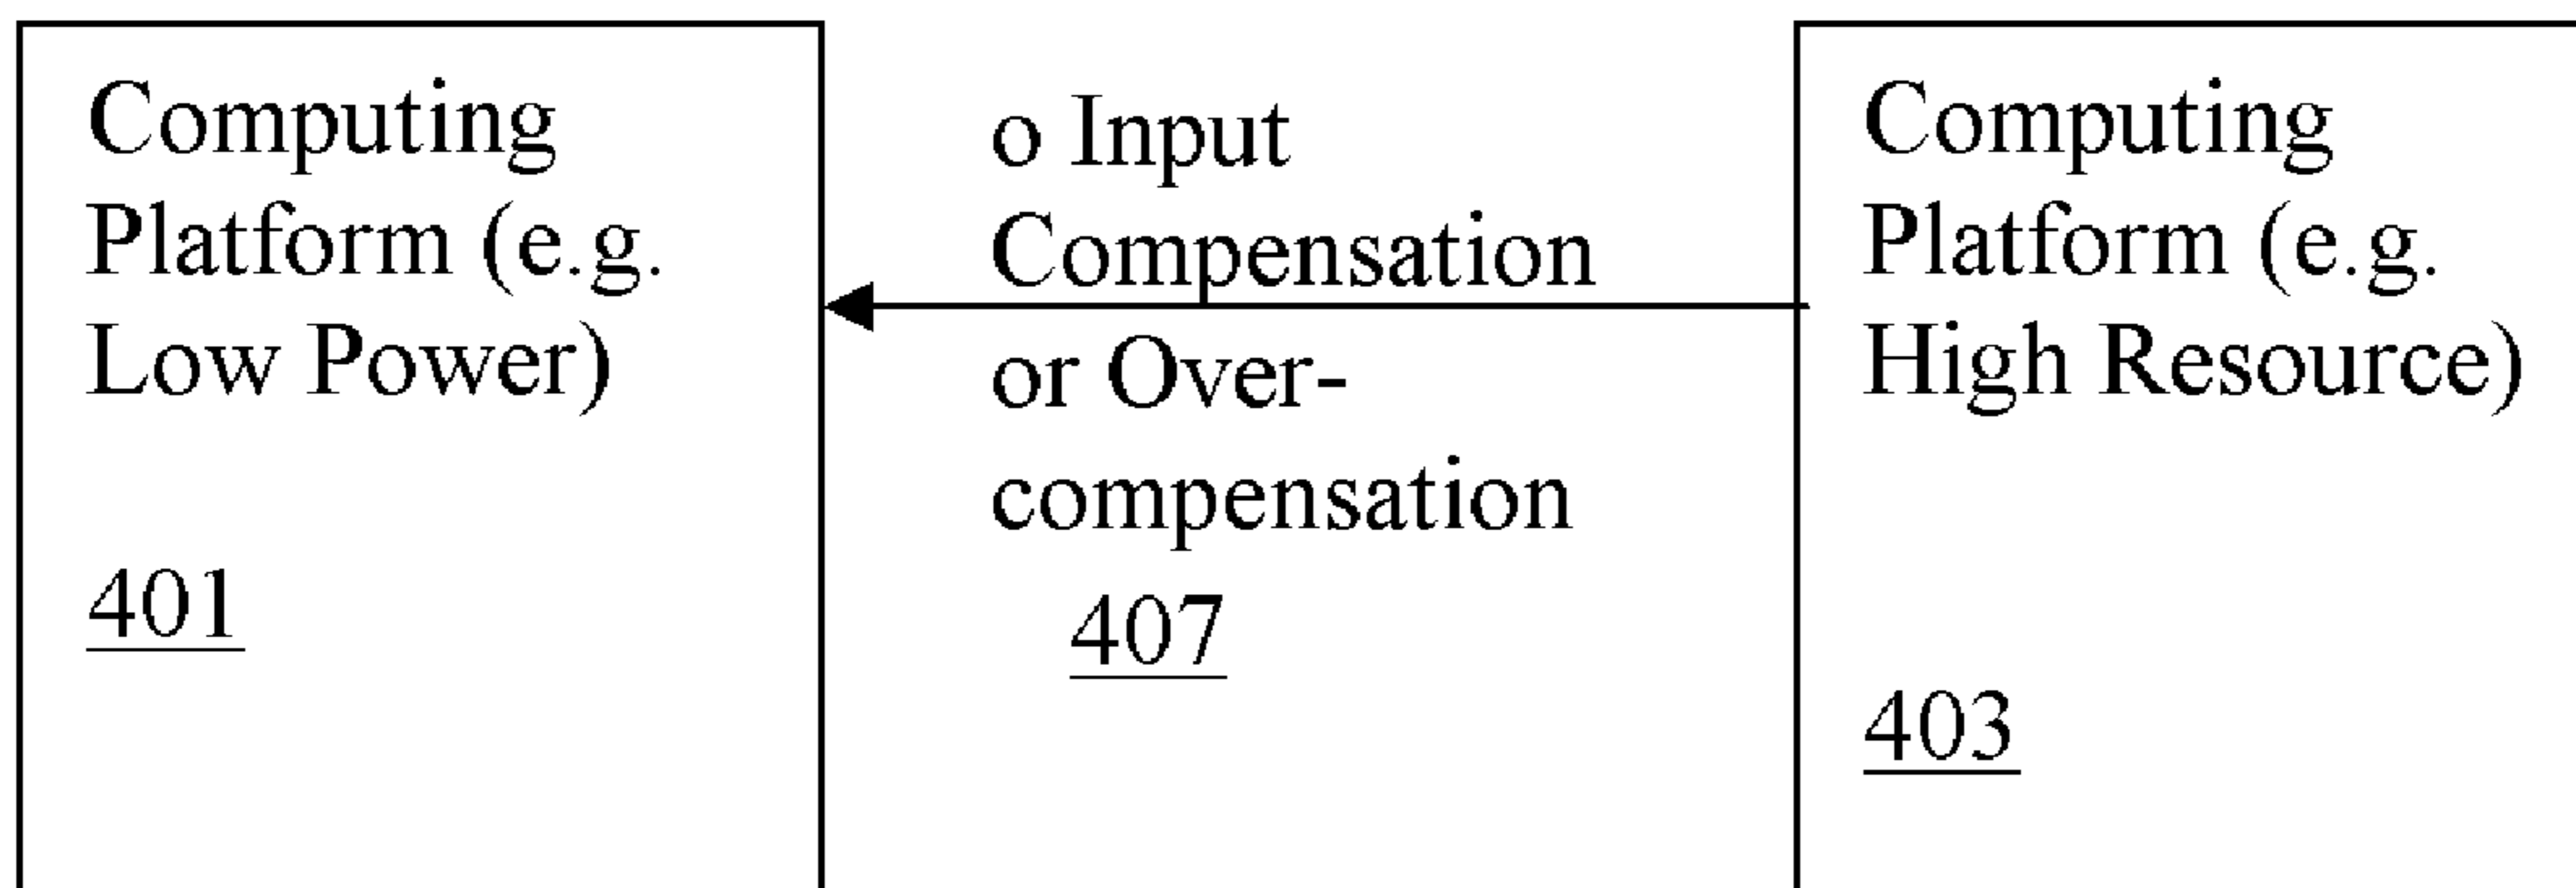 Computing
Platform (e.g.
Low Power)
401
o Input
Compensation
or Over-
compensation
407
Computing
Platform (e.g.
High Resource)
403